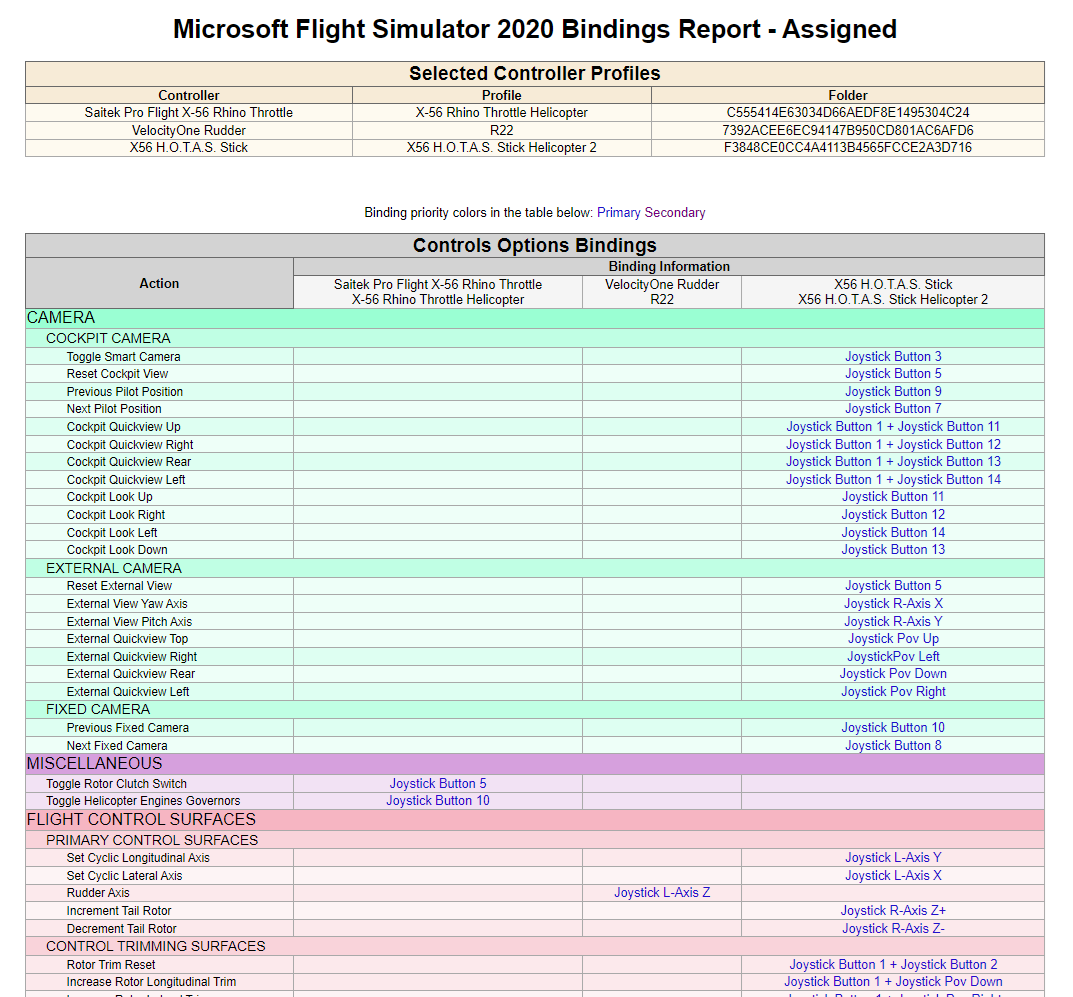 Microsoft Flight Simulator 2020 Bindings Report - Assigned
Selected Controller Profiles
Controller Profile Folder
Saitek Pro Flight X-56 Rhino Throttle X-56 Rhino Throttle Helicopter C555414E63034D66AEDF8E1495304C24
VelocityOne Rudder R22 7392ACEE6EC94147B950CD801AC6AFD6
X56 H.O.T.A.S. Stick X56 H.O.T.A.S. Stick Helicopter 2 F3848CE0CC4A4113B4565FCCE2A3D716
Binding priority colors in the table below: Primary Secondary
Controls Options Bindings
Action Binding Information
Saitek Pro Flight X-56 Rhino Throttle VelocityOne Rudder X56 H.O.T.A.S. Stick
X-56 Rhino Throttle Helicopter R22 X56 H.O.T.A.S. Stick Helicopter 2
CAMERA
COCKPIT CAMERA
Toggle Smart Camera Joystick Button 3
Reset Cockpit View Joystick Button 5
Previous Pilot Position Joystick Button 9
Next Pilot Position Joystick Button 7
Cockpit Quickview Up Joystick Button 1 + Joystick Button 11
Cockpit Quickview Right Joystick Button 1 + Joystick Button 12
Cockpit Quickview Rear Joystick Button 1 + Joystick Button 13
Cockpit Quickview Left Joystick Button 1 + Joystick Button 14
Cockpit Look Up Joystick Button 11
Cockpit Look Right Joystick Button 12
Cockpit Look Left Joystick Button 14
Cockpit Look Down Joystick Button 13
EXTERNAL CAMERA
Reset External View Joystick Button 5
External View Yaw Axis Joystick R-Axis X
External View Pitch Axis Joystick R-Axis Y
External Quickview Top Joystick Pov Up
External Quickview Right JoystickPov Left
External Quickview Rear Joystick Pov Down
External Quickview Left Joystick Pov Right
FIXED CAMERA
Previous Fixed Camera Joystick Button 10
Next Fixed Camera Joystick Button 8
MISCELLANEOUS
Toggle Rotor Clutch Switch Joystick Button 5
Toggle Helicopter Engines Governors Joystick Button 10
FLIGHT CONTROL SURFACES
PRIMARY CONTROL SURFACES
Set Cyclic Longitudinal Axis Joystick L-Axis Y
Set Cyclic Lateral Axis Joystick L-Axis X
Rudder Axis Joystick L-Axis Z
Increment Tail Rotor Joystick R-Axis Z+
Decrement Tail Rotor Joystick R-Axis Z-
CONTROL TRIMMING SURFACES
Rotor Trim Reset Joystick Button 1 + Joystick Button 2
Increase Rotor Longitudinal Trim Joystick Button 1 + Joystick Pov Down